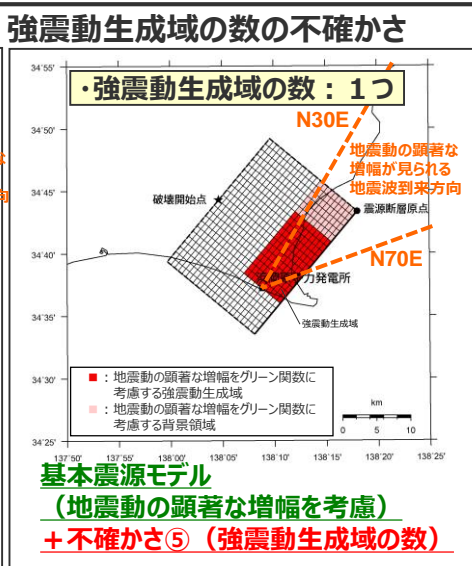 強震動生成域の数の不確かさ
・強震動生成域の数：１つ
34˚55'
34˚50'
34˚45'
34˚40'
34˚35'
34˚30'
34˚25'
N30E
地震動の顕著な
増幅が見られる
地震波到来方向
破壊開始点
震源断層原点
N70E
力発電所
強震動生成域
■：地震動の顕著な増幅をグリーン関数に
考慮する強震動生成域
■：地震動の顕著な増幅をグリーン関数に
考慮する背景領域
km
0 5 10
137˚50' 137˚55' 138˚00' 138˚05' 138˚10' 138˚15' 138˚20' 138˚25'
基本震源モデル
（地震動の顕著な増幅を考慮）
＋不確かさ⑤（強震動生成域の数）